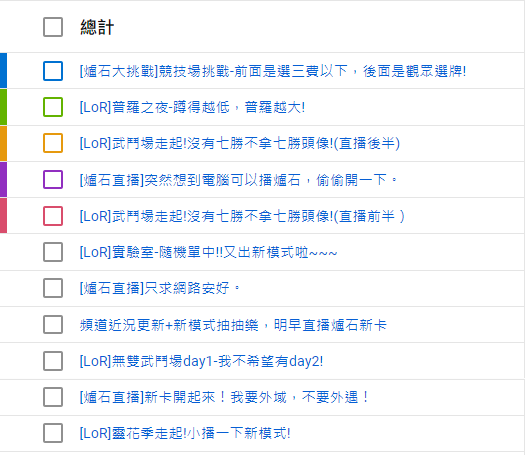 總計
[爐石大挑戰]競技場挑戰-前面是選三費以下，後面是觀眾選牌!
[LoR]普羅之夜-蹲得越低，普羅越大!
[LoR]武鬥場走起!沒有七勝不拿七勝頭像!(直播後半)
[爐石直播]突然想到電腦可以播爐石，偷偷開一下。
[LoR]武鬥場走起!沒有七勝不拿七勝頭像!(直播前半）
[LoR]實驗室-隨機單中!!又出新模式啦~~~
[爐石直播]只求網路安好。
頻道近況更新+新模式抽抽樂，明早直播爐石新卡
[LoR]無雙武鬥場day1-我不希望有day2!
[爐石直播]新卡開起來！我要外域，不要外遇！
[LoR]靈花季走起!小播一下新模式!